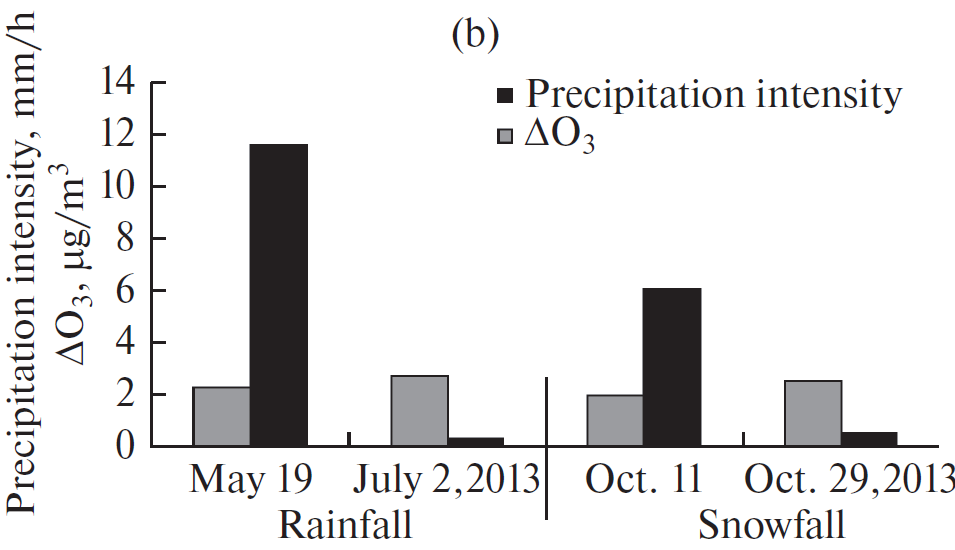 (b)
Precipitation intensity, mm/h
ΔO₃, μg/m³
14
12
10
8
6
4
2
0
Precipitation intensity
ΔO₃
May 19 July 2,2013 Oct. 11 Oct. 29,2013
Rainfall Snowfall